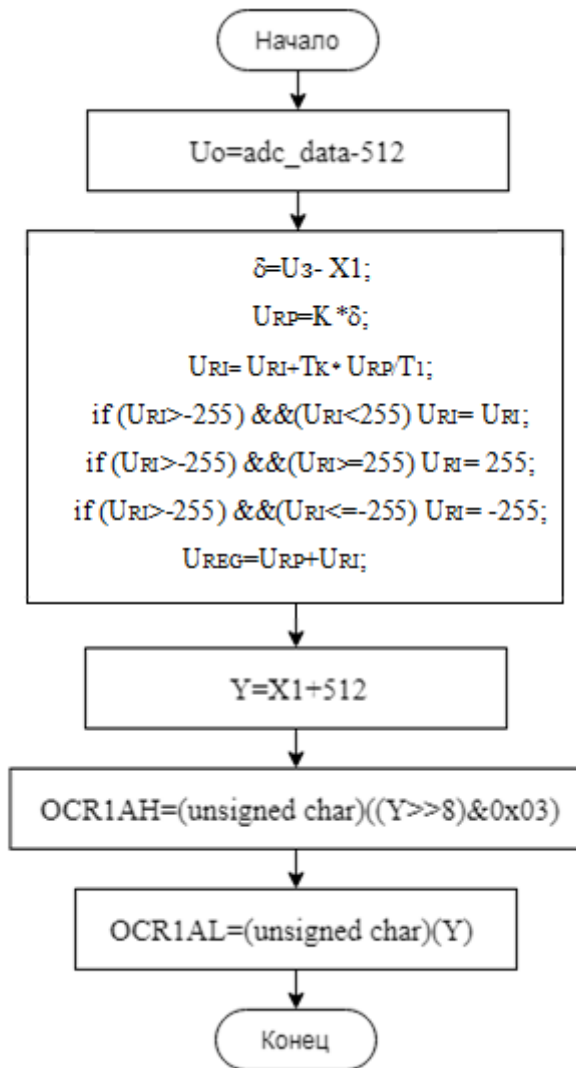 Начало
Uo=adc_data-512
δ=Uз- X1;
URP=K *δ;
URI= URI+TK* URP/T1;
if (URI>-255) &&(URI<255) URI= URI;
if (URI>-255) &&(URI>=255) URI= 255;
if (URI>-255) &&(URI<=-255) URI= -255;
UREG=URP+URI;
Y=X1+512
OCR1AH=(unsigned char)((Y>>8)&0x03)
OCR1AL=(unsigned char)(Y)
Конец